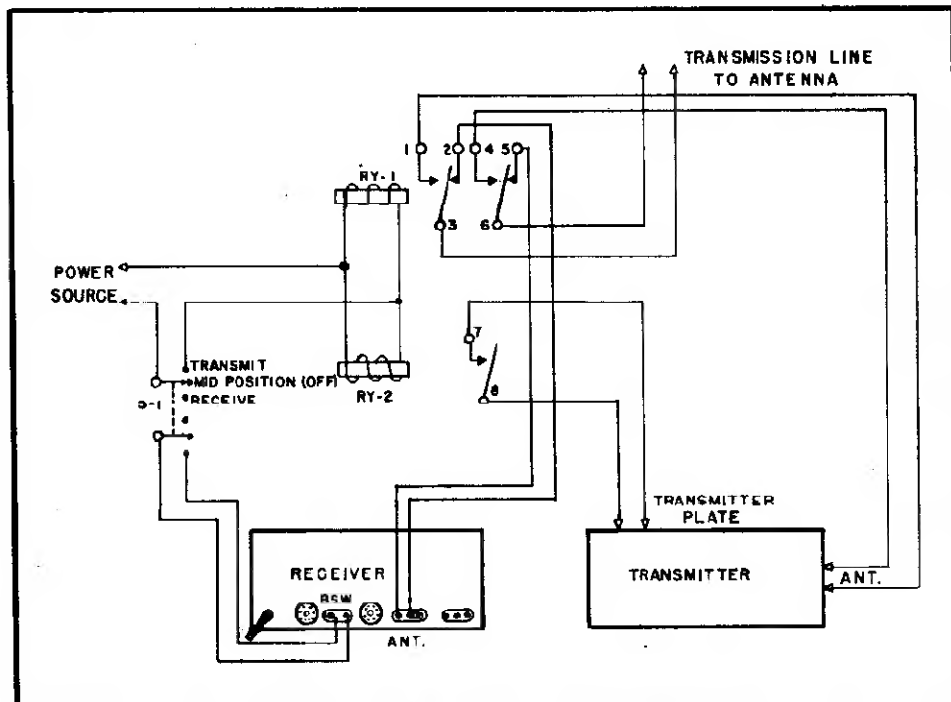 TRANSMISSION LINE
TO ANTENNA
1 2 4 5
RY-1
3 6
POWER
SOURCE
7
TRANSMIT
MID POSITION (OFF)
RECEIVE
RY-2
8
TRANSMITTER
PLATE
RECEIVER
TRANSMITTER
ANT.
BSW
ANT.